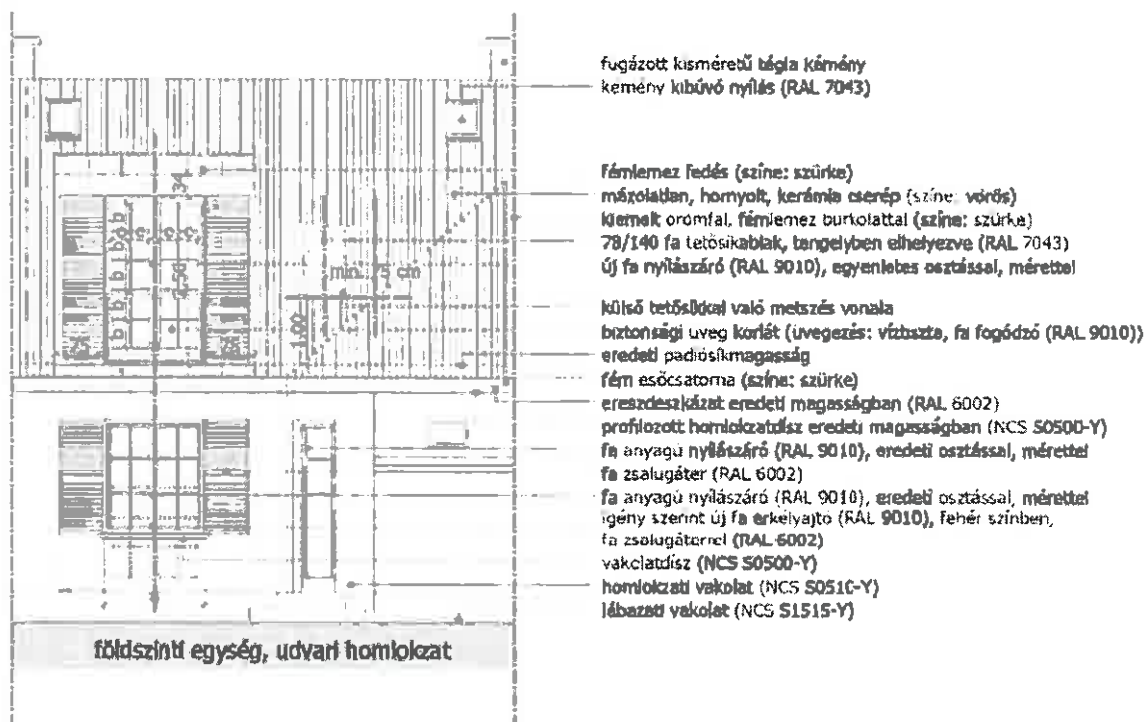 fugázott kisméretű tégla kémény
kémény kibúvó nyílás (RAL 7043)
fémlemez fedés (színe: szürke)
mázolatlan, hornyolt, kerámia cserép (színe: vörös)
kiemelt oromfal, fémlemez burkolattal (színe: szürke)
78/140 fa tetősíkablak, tengelyben elhelyezve (RAL 7043)
új fa nyílászáró (RAL 9010), egyenletes osztással, mérettel
külső tetősíkkal való metszés vonala
biztonsági üveg korlát (üvegezés: víztiszta, fa fogódzó (RAL 9010))
eredeti padlósíkmagasság
fém esőcsatorna (színe: szürke)
ereszdeszkázat eredeti magasságban (RAL 6002)
profilozott homlokzatdísz eredeti magasságban (NCS S0500-Y)
fa anyagú nyílászáró (RAL 9010), eredeti osztással, mérettel
fa zsalugáter (RAL 6002)
fa anyagú nyílászáró (RAL 9010), eredeti osztással, mérettel
igény szerint új fa erkélyajtó (RAL 9010), fehér színben,
fa zsalugáterrel (RAL 6002)
vakolatdísz (NCS S0500-Y)
homlokzati vakolat (NCS S0510-Y)
lábazati vakolat (NCS S1515-Y)
34
b b b b b
a a a
min. 75 cm
1,00
földszinti egység, udvari homlokzat